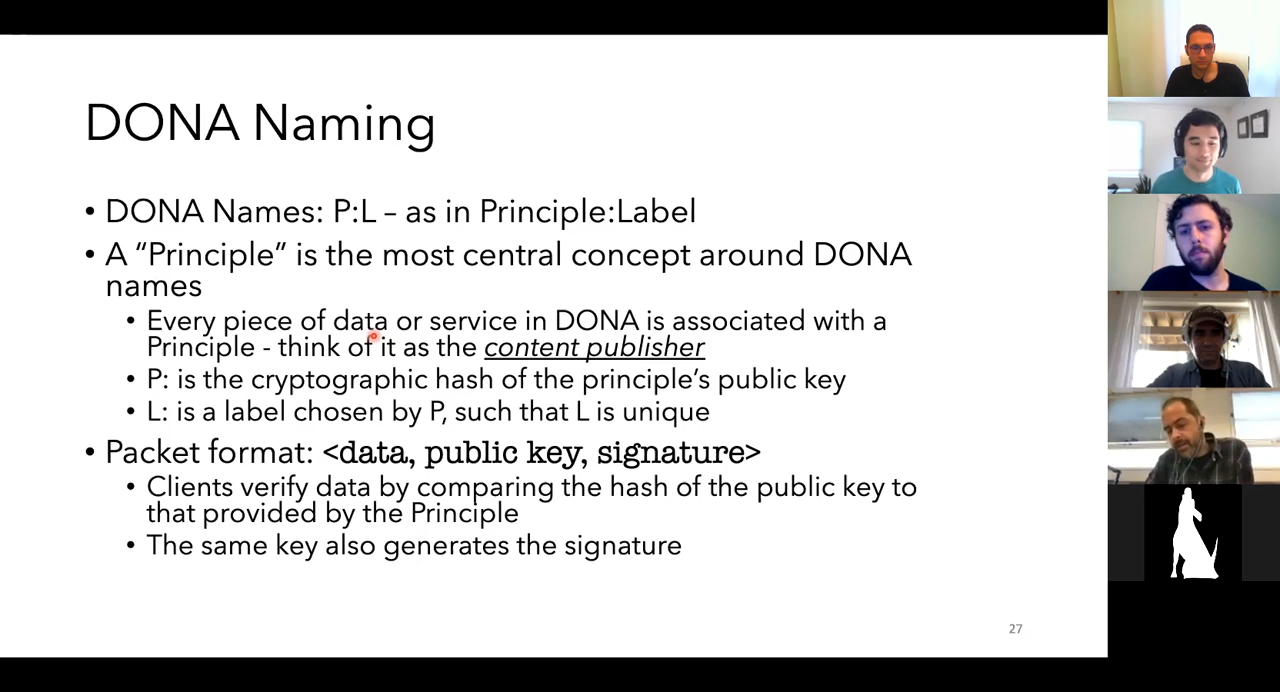 DONA Naming
• DONA Names: P:L – as in Principle:Label
• A “Principle” is the most central concept around DONA
names
• Every piece of data or service in DONA is associated with a
Principle - think of it as the content publisher
• P: is the cryptographic hash of the principle’s public key
• L: is a label chosen by P, such that L is unique
• Packet format: <data, public key, signature>
• Clients verify data by comparing the hash of the public key to
that provided by the Principle
• The same key also generates the signature
27